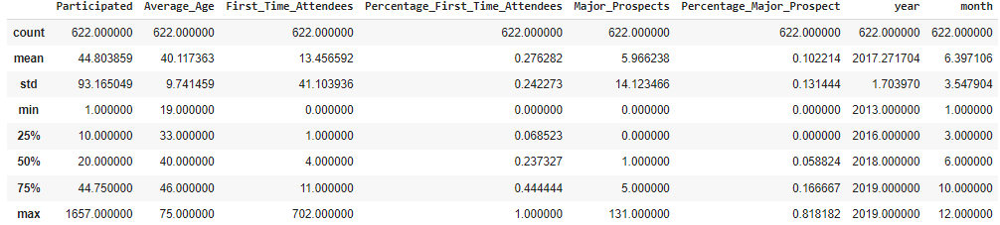 Participated Average_Age First_Time_Attendees Percentage_First_Time_Attendees Major_Prospects Percentage_Major_Prospect year month
count 622.000000 622.000000 622.000000 622.000000 622.000000 622.000000 622.000000 622.000000
mean 44.803859 40.117363 13.456592 0.276282 5.966238 0.102214 2017.271704 6.397106
std 93.165049 9.741459 41.103936 0.242273 14.123466 0.131444 1.703970 3.547904
min 1.000000 19.000000 0.000000 0.000000 0.000000 0.000000 2013.000000 1.000000
25% 10.000000 33.000000 1.000000 0.068523 0.000000 0.000000 2016.000000 3.000000
50% 20.000000 40.000000 4.000000 0.237327 1.000000 0.058824 2018.000000 6.000000
75% 44.750000 46.000000 11.000000 0.444444 5.000000 0.166667 2019.000000 10.000000
max 1657.000000 75.000000 702.000000 1.000000 131.000000 0.818182 2019.000000 12.000000